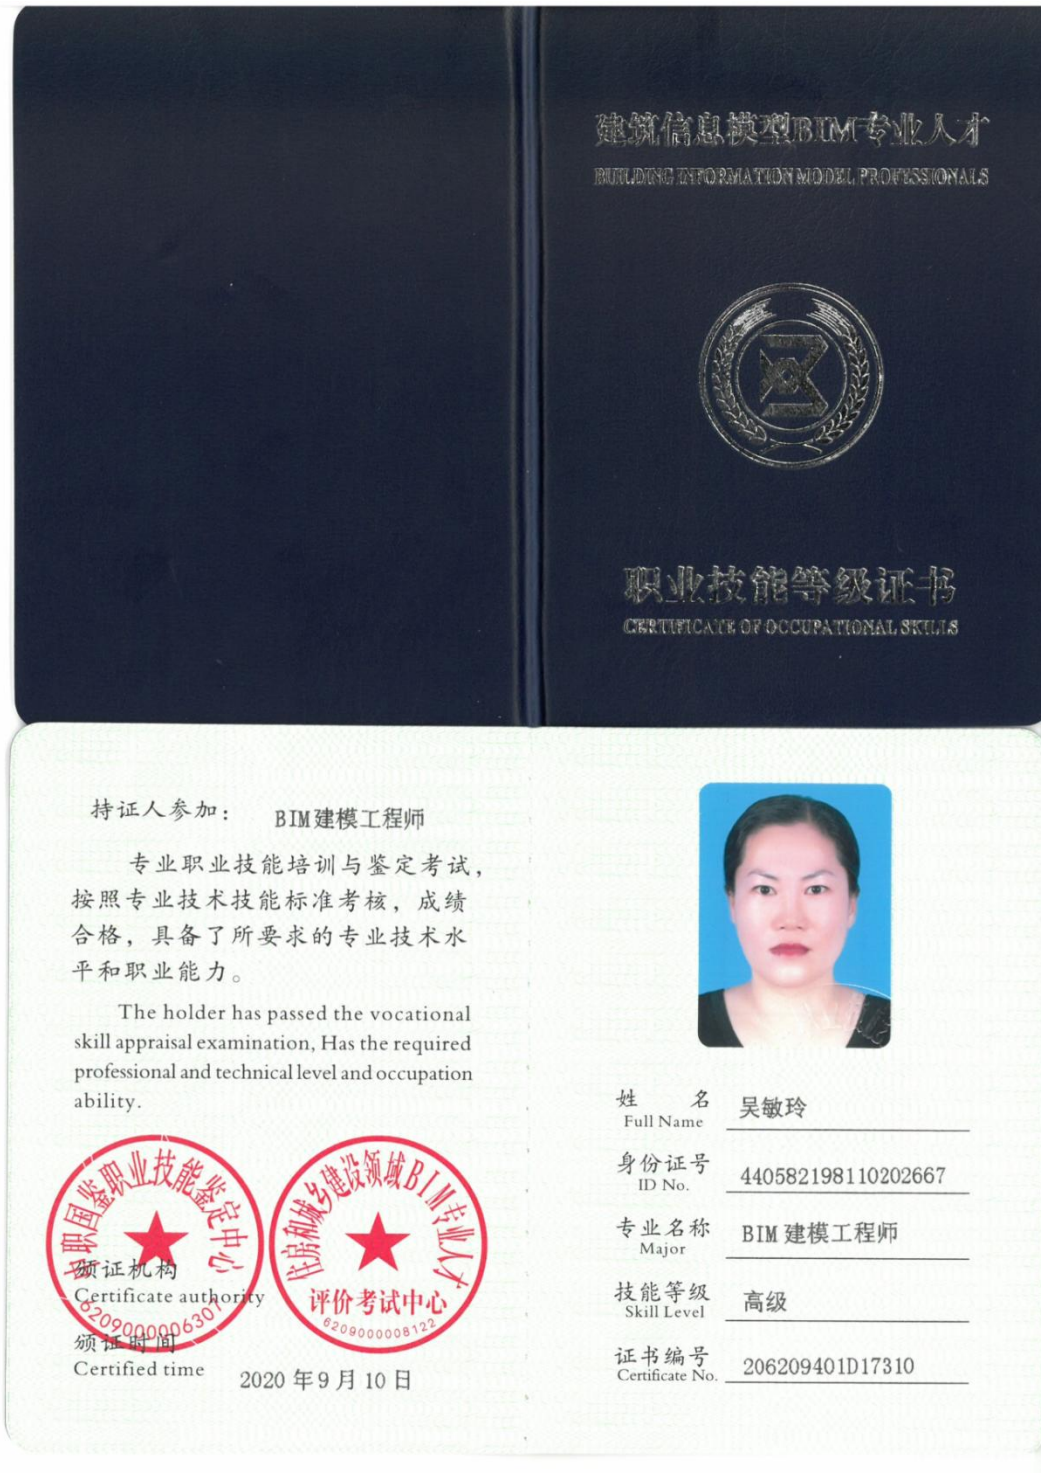 建筑信息模型BIM专业人才
BUILDING INFORMATION MODEL PROFESSIONALS
职业技能等级证书
CERTIFICATE OF OCCUPATIONAL SKILLS
持证人参加： BIM建模工程师
专业职业技能培训与鉴定考试，
按照专业技术技能标准考核，成绩
合格，具备了所要求的专业技术水
平和职业能力。
The holder has passed the vocational
skill appraisal examination, Has the required
professional and technical level and occupation
ability.
中职国鉴职业技能鉴定中心
6209000006307
住房和城乡建设领域BIM专业人才
评价考试中心
6209000008122
颁证机构
Certificate authority
颁证时间
Certified time
2020 年 9 月 10 日
姓 名 吴敏玲
Full Name
身份证号 440582198110202667
ID No.
专业名称 BIM 建模工程师
Major
技能等级 高级
Skill Level
证书编号 206209401D17310
Certificate No.